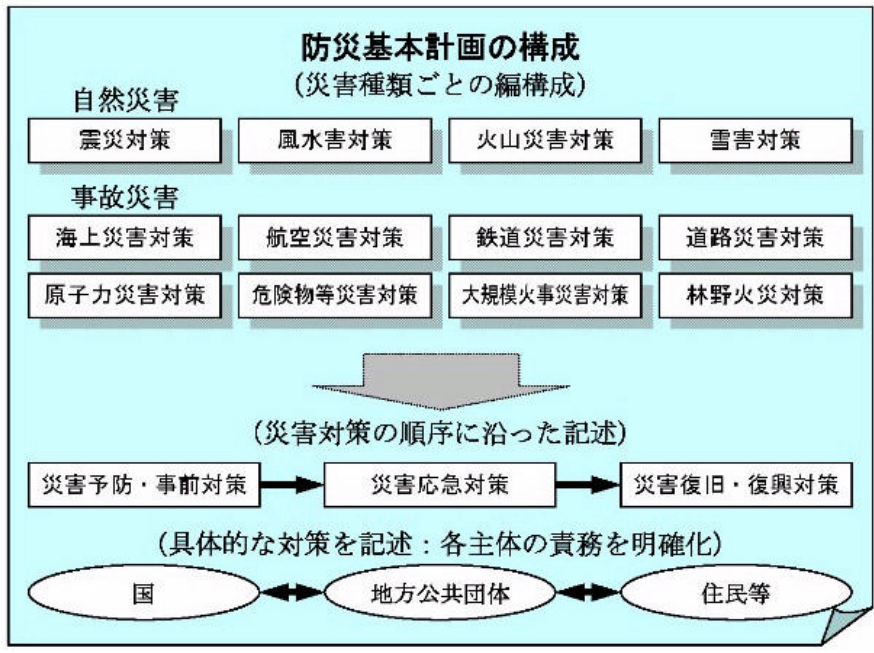 防災基本計画の構成
(災害種類ごとの編構成)
自然災害
震災対策 風水害対策 火山災害対策 雪害対策
事故災害
海上災害対策 航空災害対策 鉄道災害対策 道路災害対策
原子力災害対策 危険物等災害対策 大規模火事災害対策 林野火災対策
(災害対策の順序に沿った記述)
災害予防・事前対策 災害応急対策 災害復旧・復興対策
(具体的な対策を記述:各主体の責務を明確化)
国 地方公共団体 住民等